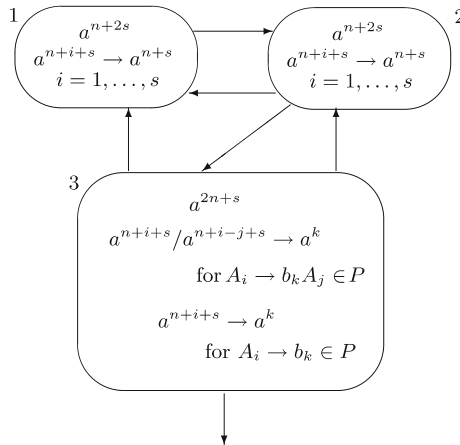 1
a^{n+2s}
a^{n+i+s} → a^{n+s}
i = 1, . . . , s
2
a^{n+2s}
a^{n+i+s} → a^{n+s}
i = 1, . . . , s
3
a^{2n+s}
a^{n+i+s}/a^{n+i−j+s} → a^k
for A_i → b_k A_j ∈ P
a^{n+i+s} → a^k
for A_i → b_k ∈ P